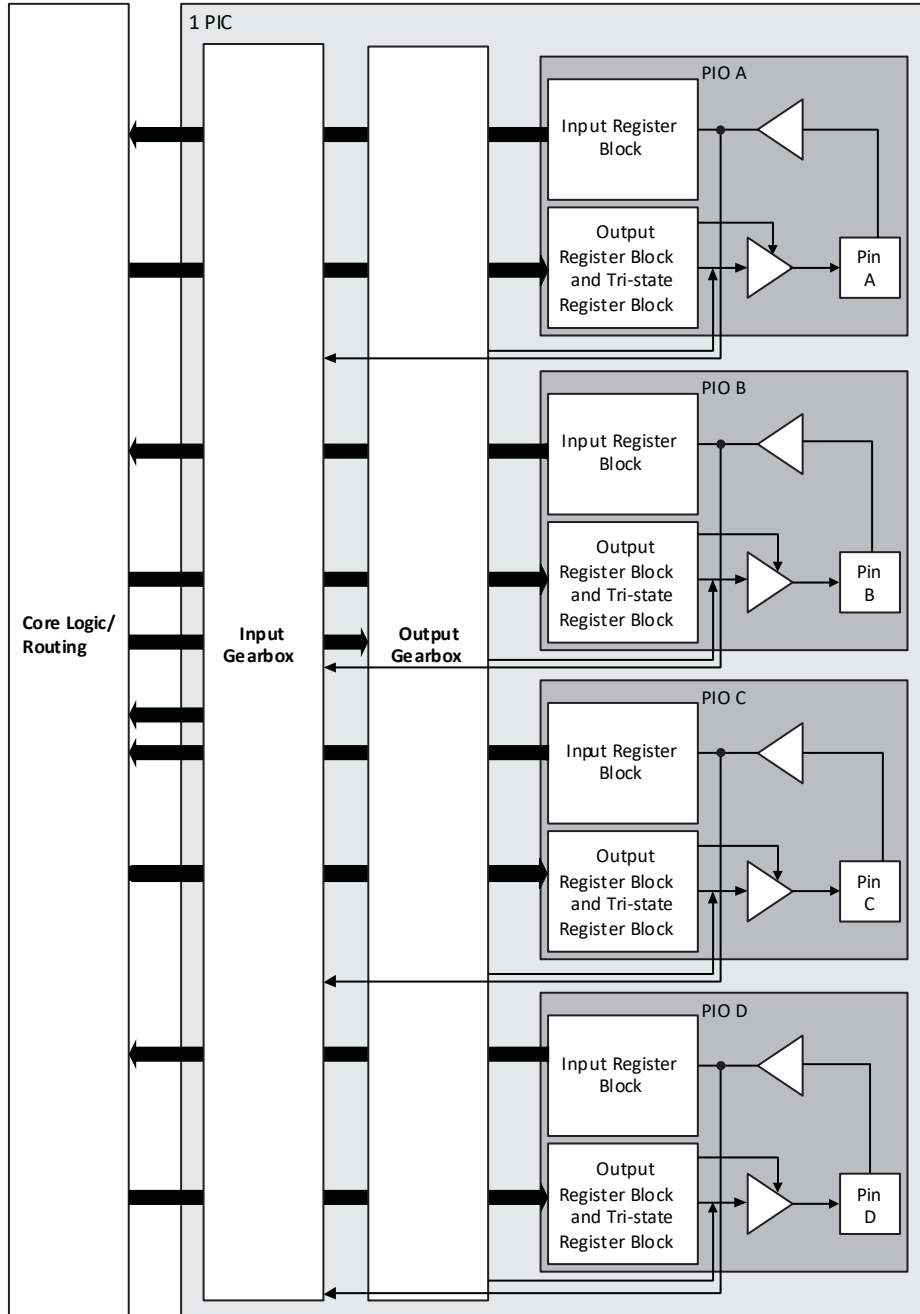 1 PIC
PIO A
Input Register
Block
Output
Register Block
and Tri-state
Register Block
Pin
A
PIO B
Input Register
Block
Output
Register Block
and Tri-state
Register Block
Pin
B
Core Logic/
Routing
Input
Gearbox
Output
Gearbox
PIO C
Input Register
Block
Output
Register Block
and Tri-state
Register Block
Pin
C
PIO D
Input Register
Block
Output
Register Block
and Tri-state
Register Block
Pin
D